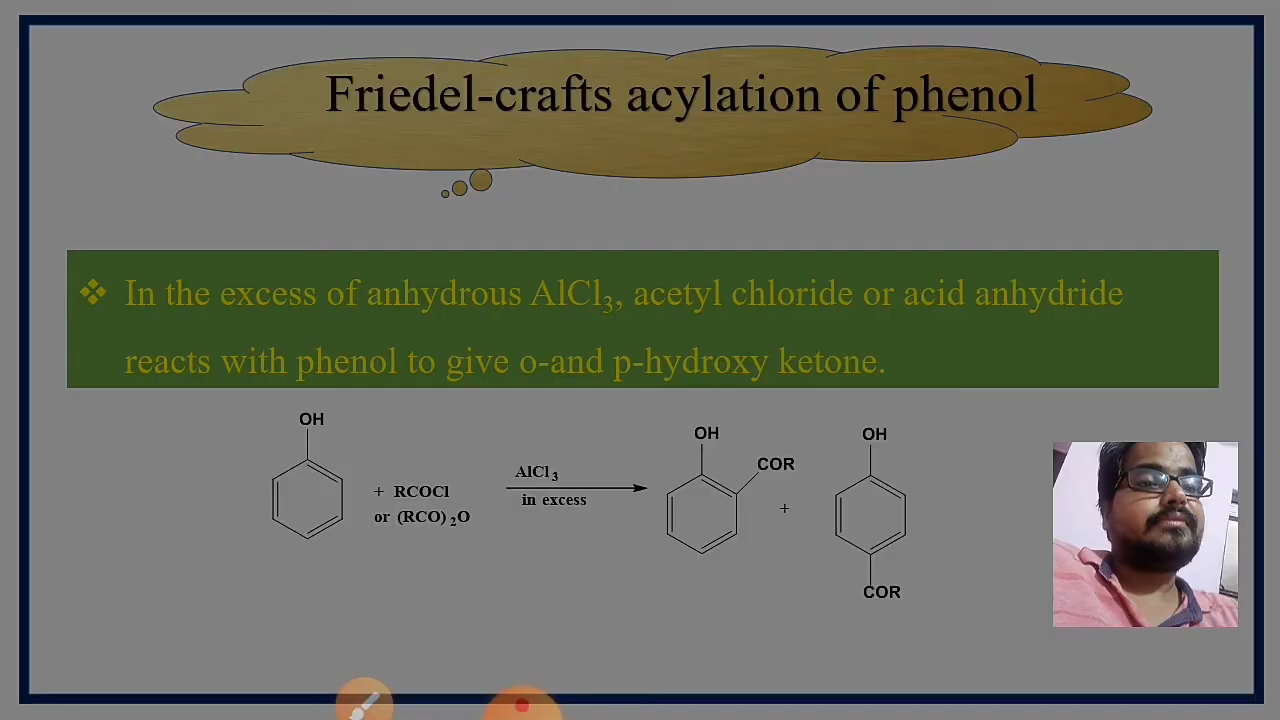 Friedel-crafts acylation of phenol
❖ In the excess of anhydrous AlCl₃, acetyl chloride or acid anhydride
reacts with phenol to give o-and p-hydroxy ketone.
OH
+ RCOCl
or (RCO)₂O
AlCl₃
in excess
OH
COR
+
OH
COR